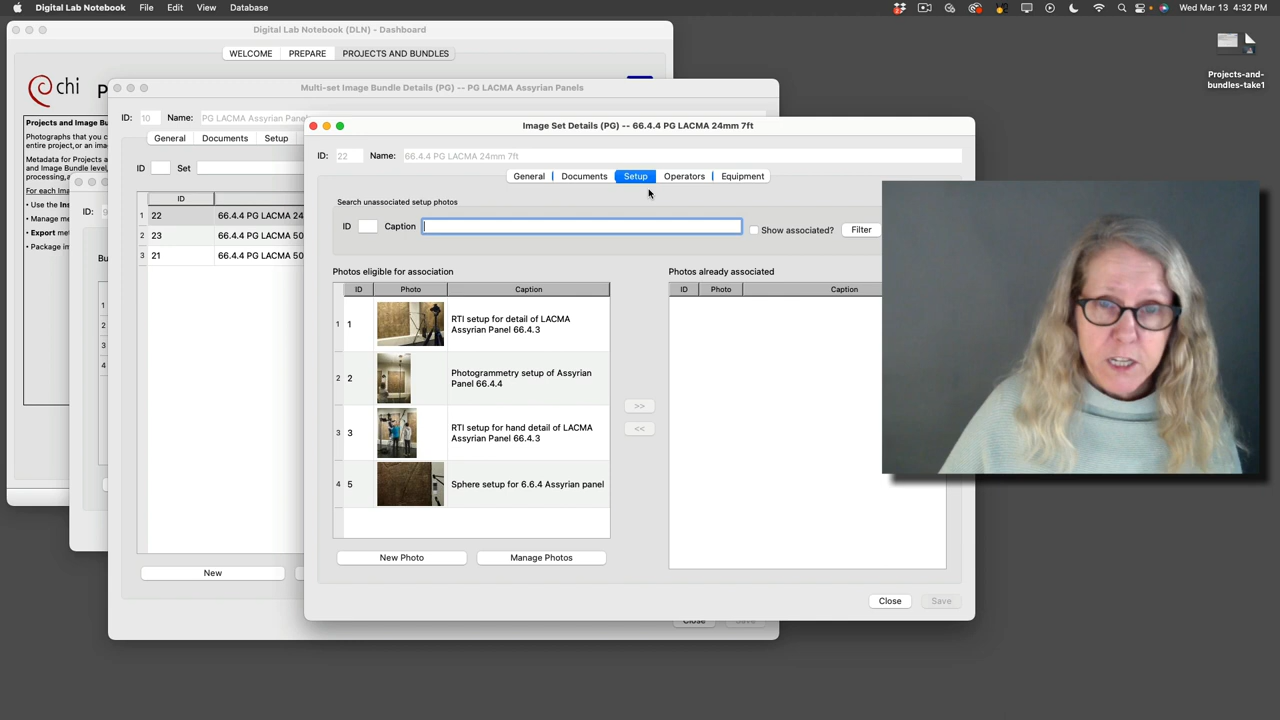 Digital Lab Notebook File Edit View Database
Wed Mar 13 4:32 PM
Digital Lab Notebook (DLN) - Dashboard
WELCOME PREPARE PROJECTS AND BUNDLES
Projects-and-
bundles-take1
chi
Multi-set Image Bundle Details (PG) -- PG LACMA Assyrian Panels
ID: 10 Name: PG LACMA Assyrian Panel
General Documents Setup
ID Set
ID
1 22 66.4.4 PG LACMA 24
2 23 66.4.4 PG LACMA 50
3 21 66.4.4 PG LACMA 50
New
Close
Projects and Image Bu
Photographs that you c
entire project,or an imag
Metadata for Projects a
and Image Bundle level,
processing,a
For each Ima
• Use the Ins
• Manage me
• Export met
• Package im
ID:
Bu
1
2
3
4
Image Set Details (PG) -- 66.4.4 PG LACMA 24mm 7ft
ID: 22 Name: 66.4.4 PG LACMA 24mm 7ft
General Documents Setup Operators Equipment
Search unassociated setup photos
ID Caption Show associated? Filter
Photos eligible for association
ID Photo Caption
1 1 RTI setup for detail of LACMA
Assyrian Panel 66.4.3
2 2 Photogrammetry setup of Assyrian
Panel 66.4.4
3 3 RTI setup for hand detail of LACMA
Assyrian Panel 66.4.3
4 5 Sphere setup for 6.6.4 Assyrian panel
>>
<<
New Photo Manage Photos
Photos already associated
ID Photo Caption
Close Save